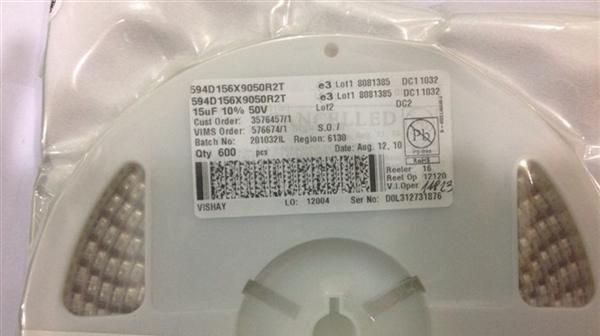 594D156X9050R2T e3 Lot1 8081385 DC11032
594D156X9050R2T e3 Lot1 8081385 DC11032
15uF 10% 50V Lot2 DC2
Cust Order: 3576457/1
VIMS Order: 576674/1 S.O./
Batch No: 201032IL Region: 6130
Qty 600 pcs Date: Aug. 12, 10
Pb
RoHS
Reeler 16
Reel Op 12120
V.I.Oper
VISHAY LO: 12004 Ser No: D0L312731876